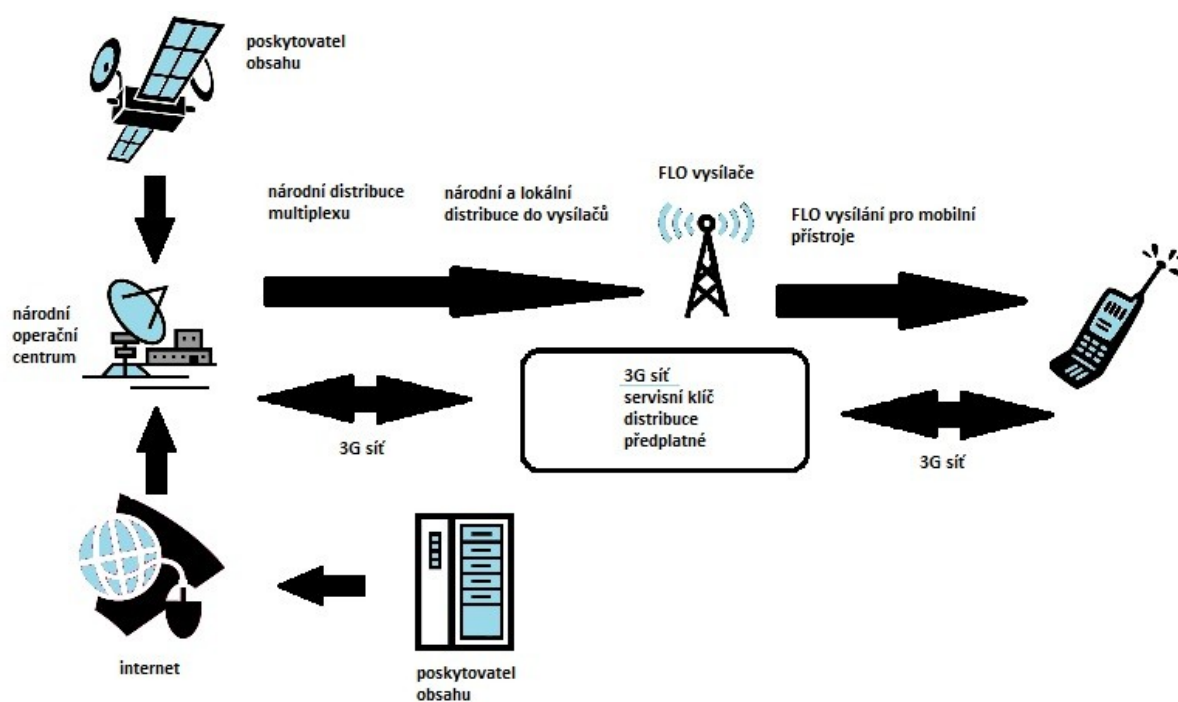 poskytovatel
obsahu
národní distribuce
multiplexu
národní a lokální
distribuce do vysílačů
FLO vysílače
FLO vysílání pro mobilní
přístroje
národní
operační
centrum
3G síť
3G síť
servisní klíč
distribuce
předplatné
3G síť
internet
poskytovatel
obsahu